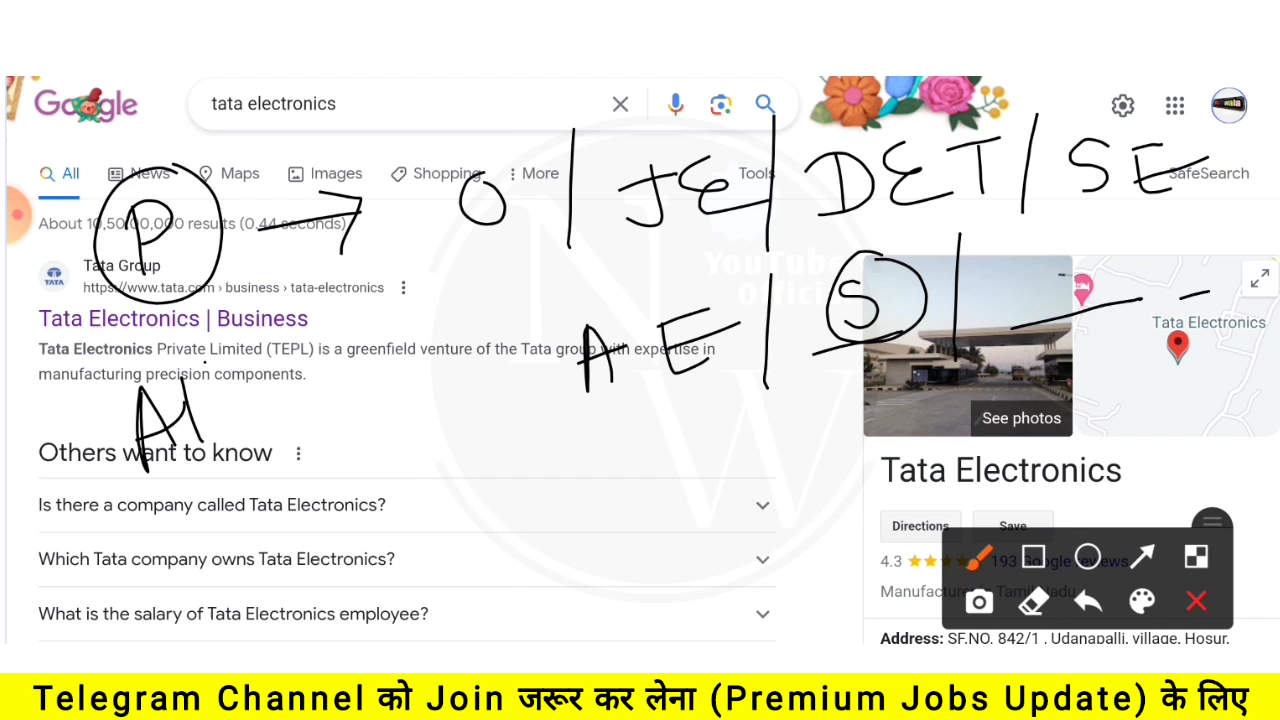 Google
tata electronics
All News Maps Images Shopping More Tools SafeSearch
O | JE | DET / SE
P →
About 10,50,00,000 results (0.44 seconds)
Tata Group
TATA
https://www.tata.com › business › tata-electronics
Tata Electronics | Business
AE | S |
Tata Electronics Private Limited (TEPL) is a greenfield venture of the Tata group with expertise in
manufacturing precision components.
Others want to know
Is there a company called Tata Electronics?
Which Tata company owns Tata Electronics?
What is the salary of Tata Electronics employee?
YouTube
Official
NW
Tata Electronics
See photos
Tata Electronics
Directions Save
4.3 193 Google reviews
Address: SF.NO. 842/1 , Udanapalli, village, Hosur,
Telegram Channel को Join जरूर कर लेना (Premium Jobs Update) के लिए